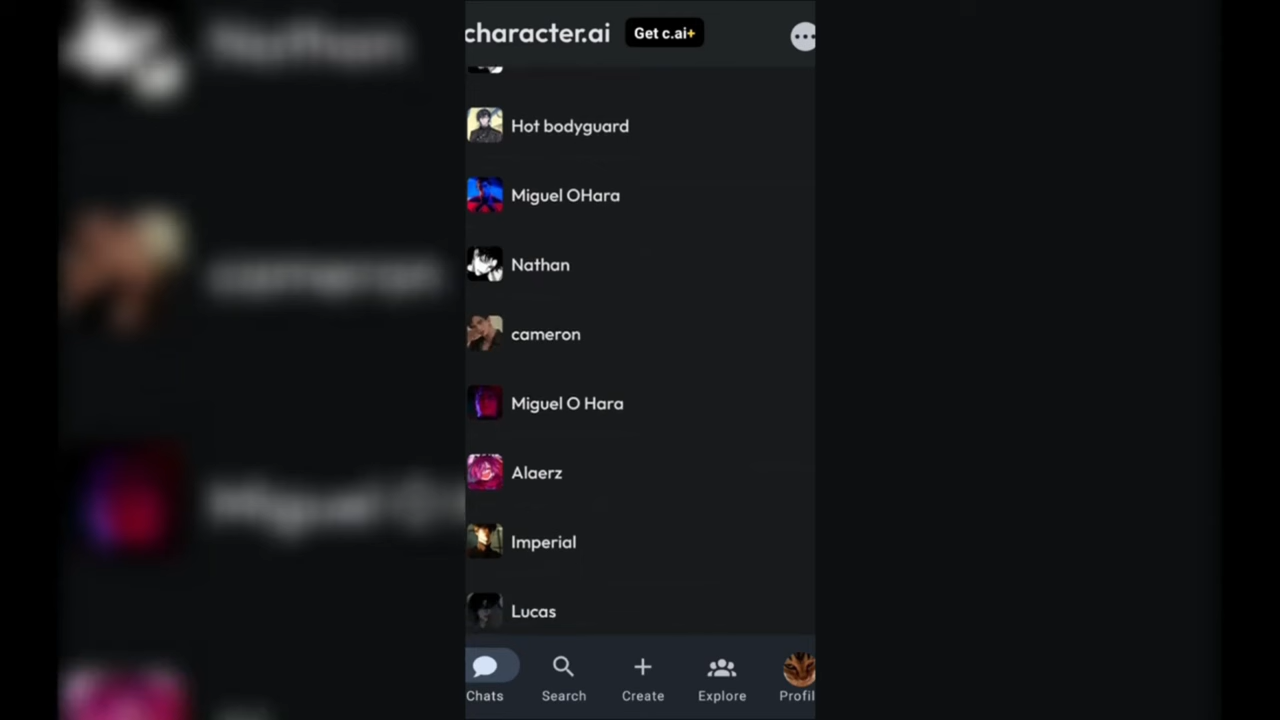 character.ai Get c.ai+
Hot bodyguard
Miguel OHara
Nathan
cameron
Miguel O Hara
Alaerz
Imperial
Lucas
Chats Search Create Explore Profil